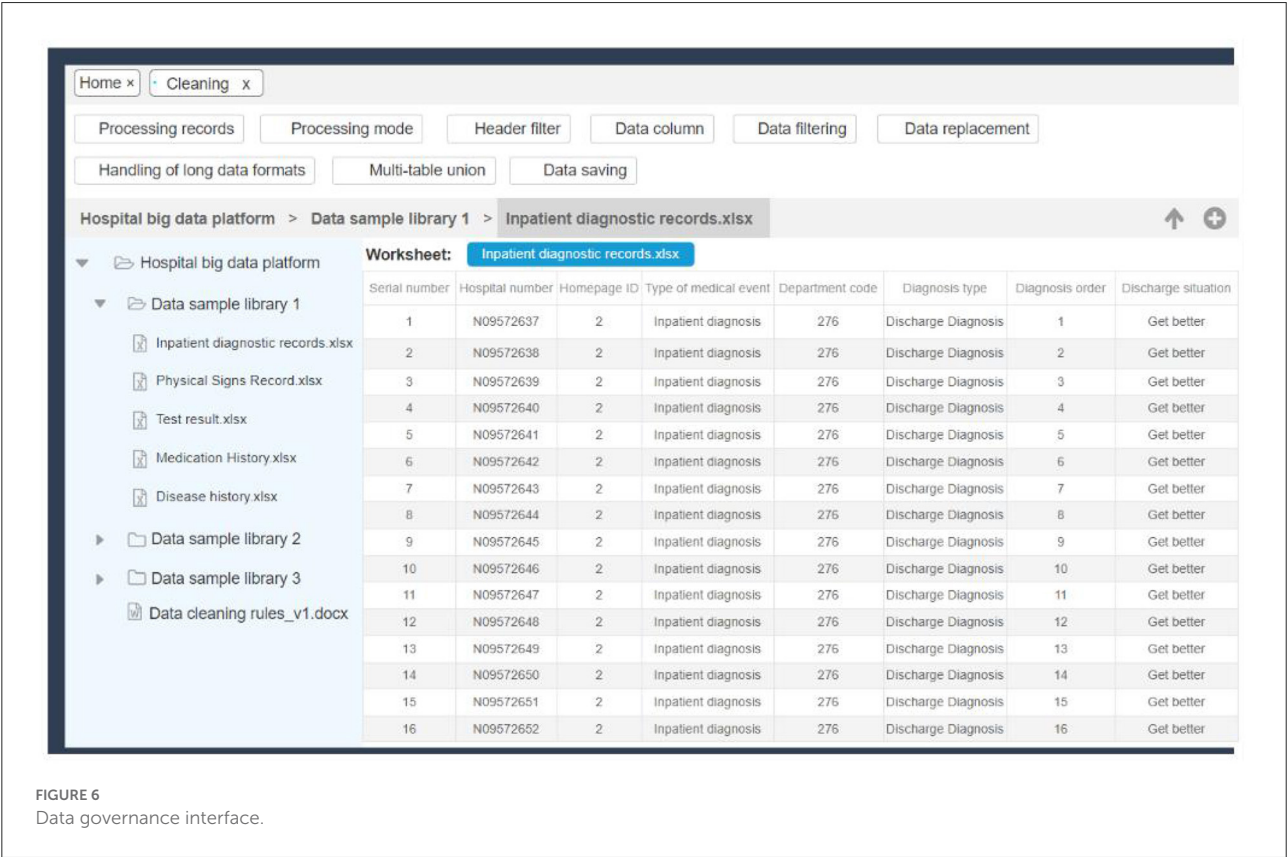 Home ×
Cleaning x
Processing records Processing mode Header filter Data column Data filtering Data replacement
Handling of long data formats Multi-table union Data saving
Hospital big data platform > Data sample library 1 > Inpatient diagnostic records.xlsx
Hospital big data platform
Data sample library 1
Inpatient diagnostic records.xlsx
Physical Signs Record.xlsx
Test result.xlsx
Medication History.xlsx
Disease history.xlsx
Data sample library 2
Data sample library 3
Data cleaning rules_v1.docx
Worksheet: Inpatient diagnostic records.xlsx
Serial number Hospital number Homepage ID Type of medical event Department code Diagnosis type Diagnosis order Discharge situation
1 N09572637 2 Inpatient diagnosis 276 Discharge Diagnosis 1 Get better
2 N09572638 2 Inpatient diagnosis 276 Discharge Diagnosis 2 Get better
3 N09572639 2 Inpatient diagnosis 276 Discharge Diagnosis 3 Get better
4 N09572640 2 Inpatient diagnosis 276 Discharge Diagnosis 4 Get better
5 N09572641 2 Inpatient diagnosis 276 Discharge Diagnosis 5 Get better
6 N09572642 2 Inpatient diagnosis 276 Discharge Diagnosis 6 Get better
7 N09572643 2 Inpatient diagnosis 276 Discharge Diagnosis 7 Get better
8 N09572644 2 Inpatient diagnosis 276 Discharge Diagnosis 8 Get better
9 N09572645 2 Inpatient diagnosis 276 Discharge Diagnosis 9 Get better
10 N09572646 2 Inpatient diagnosis 276 Discharge Diagnosis 10 Get better
11 N09572647 2 Inpatient diagnosis 276 Discharge Diagnosis 11 Get better
12 N09572648 2 Inpatient diagnosis 276 Discharge Diagnosis 12 Get better
13 N09572649 2 Inpatient diagnosis 276 Discharge Diagnosis 13 Get better
14 N09572650 2 Inpatient diagnosis 276 Discharge Diagnosis 14 Get better
15 N09572651 2 Inpatient diagnosis 276 Discharge Diagnosis 15 Get better
16 N09572652 2 Inpatient diagnosis 276 Discharge Diagnosis 16 Get better
FIGURE 6
Data governance interface.